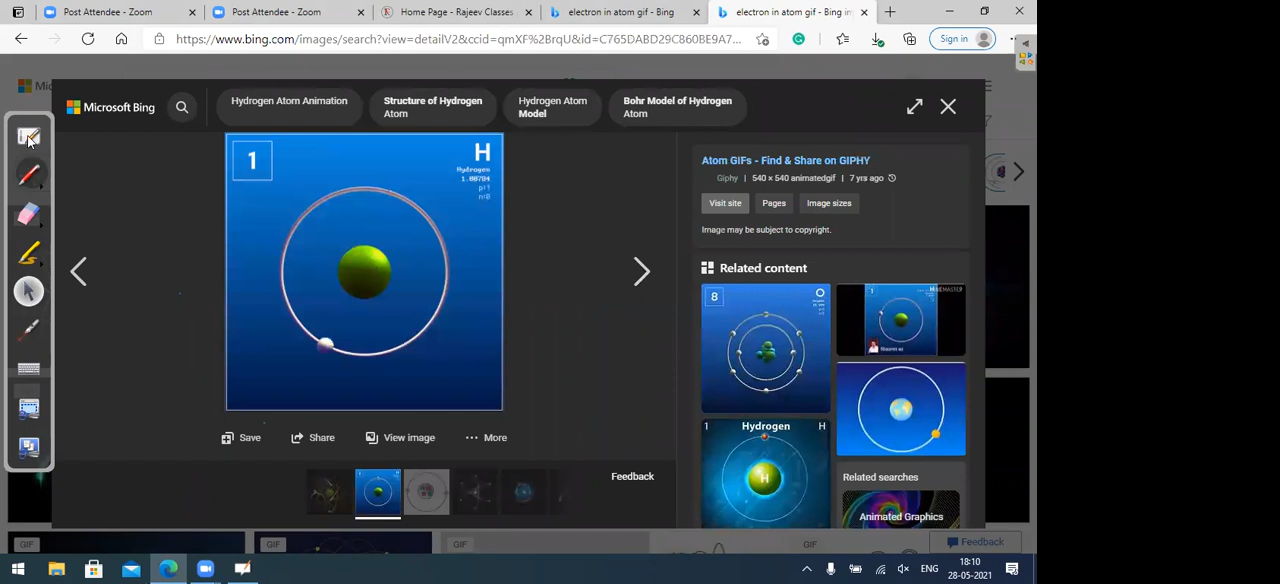 Post Attendee - Zoom
Post Attendee - Zoom
Home Page - Rajeev Classes
electron in atom gif - Bing
electron in atom gif - Bing in
https://www.bing.com/images/search?view=detailV2&ccid=qmXF%2BrqU&id=C765DABD29C860BE9A7...
Sign in
Microsoft Bing
Hydrogen Atom Animation
Structure of Hydrogen
Atom
Hydrogen Atom
Model
Bohr Model of Hydrogen
Atom
1
H
Hydrogen
1.00784
p:1
n:0
Save
Share
View image
More
Feedback
Atom GIFs - Find & Share on GIPHY
Giphy | 540 × 540 animatedgif | 7 yrs ago
Visit site
Pages
Image sizes
Image may be subject to copyright.
Related content
8
O
1
1
Hydrogen
H
H
Related searches
Animated Graphics
GIF
GIF
GIF
GIF
Feedback
ENG
18:10
28-05-2021